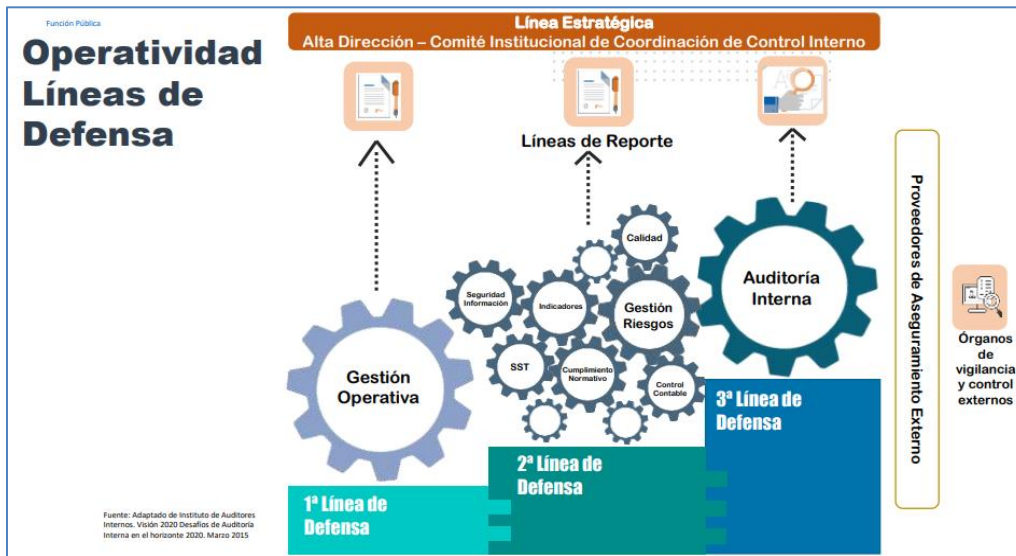 Función Pública
Operatividad
Líneas de
Defensa
Línea Estratégica
Alta Dirección – Comité Institucional de Coordinación de Control Interno
Líneas de Reporte
Calidad
Seguridad
Información
Indicadores
Gestión
Riesgos
SST
Cumplimiento
Normativo
Control
Contable
Gestión
Operativa
Auditoría
Interna
1ª Línea de
Defensa
2ª Línea de
Defensa
3ª Línea de
Defensa
Proveedores de Aseguramiento Externo
Órganos
de
vigilancia
y control
externos
Fuente: Adaptado de Instituto de Auditores
Internos. Visión 2020 Desafíos de Auditoría
Interna en el horizonte 2020. Marzo 2015